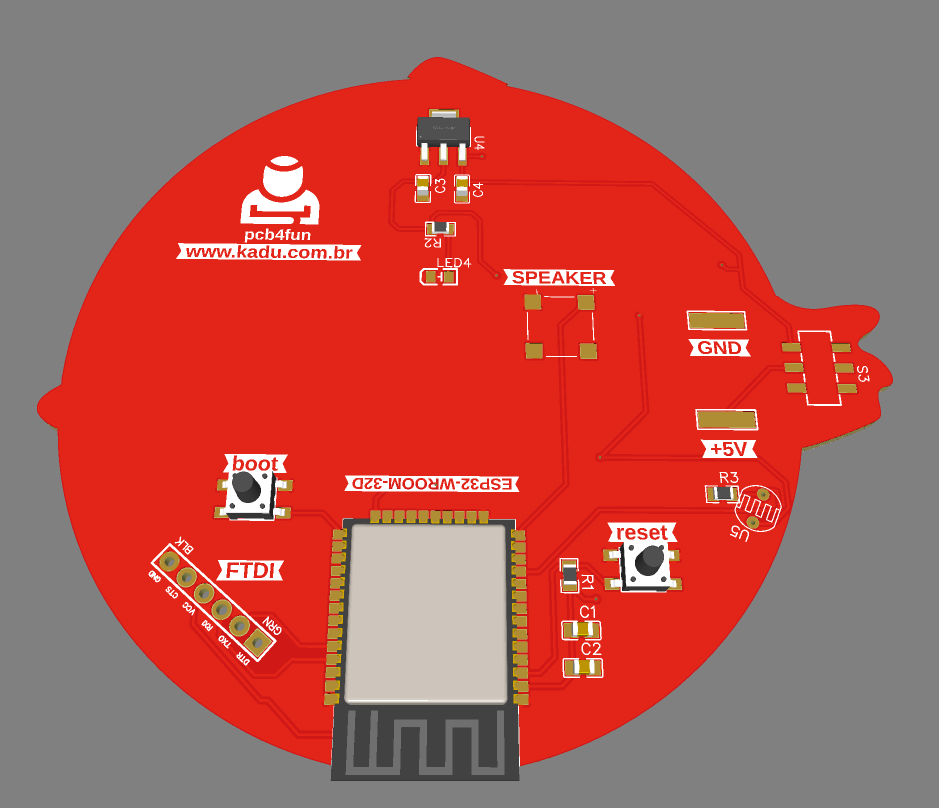 U4
C3
C4
pcb4fun
www.kadu.com.br
R2
LED4
SPEAKER
+
GND
S3
+5V
boot
ESP32-WROOM-32D
R3
U5
reset
BLK
FTDI
GND
CTS
VCC
RXD
TXO
DTR
GRN
R1
C1
C2